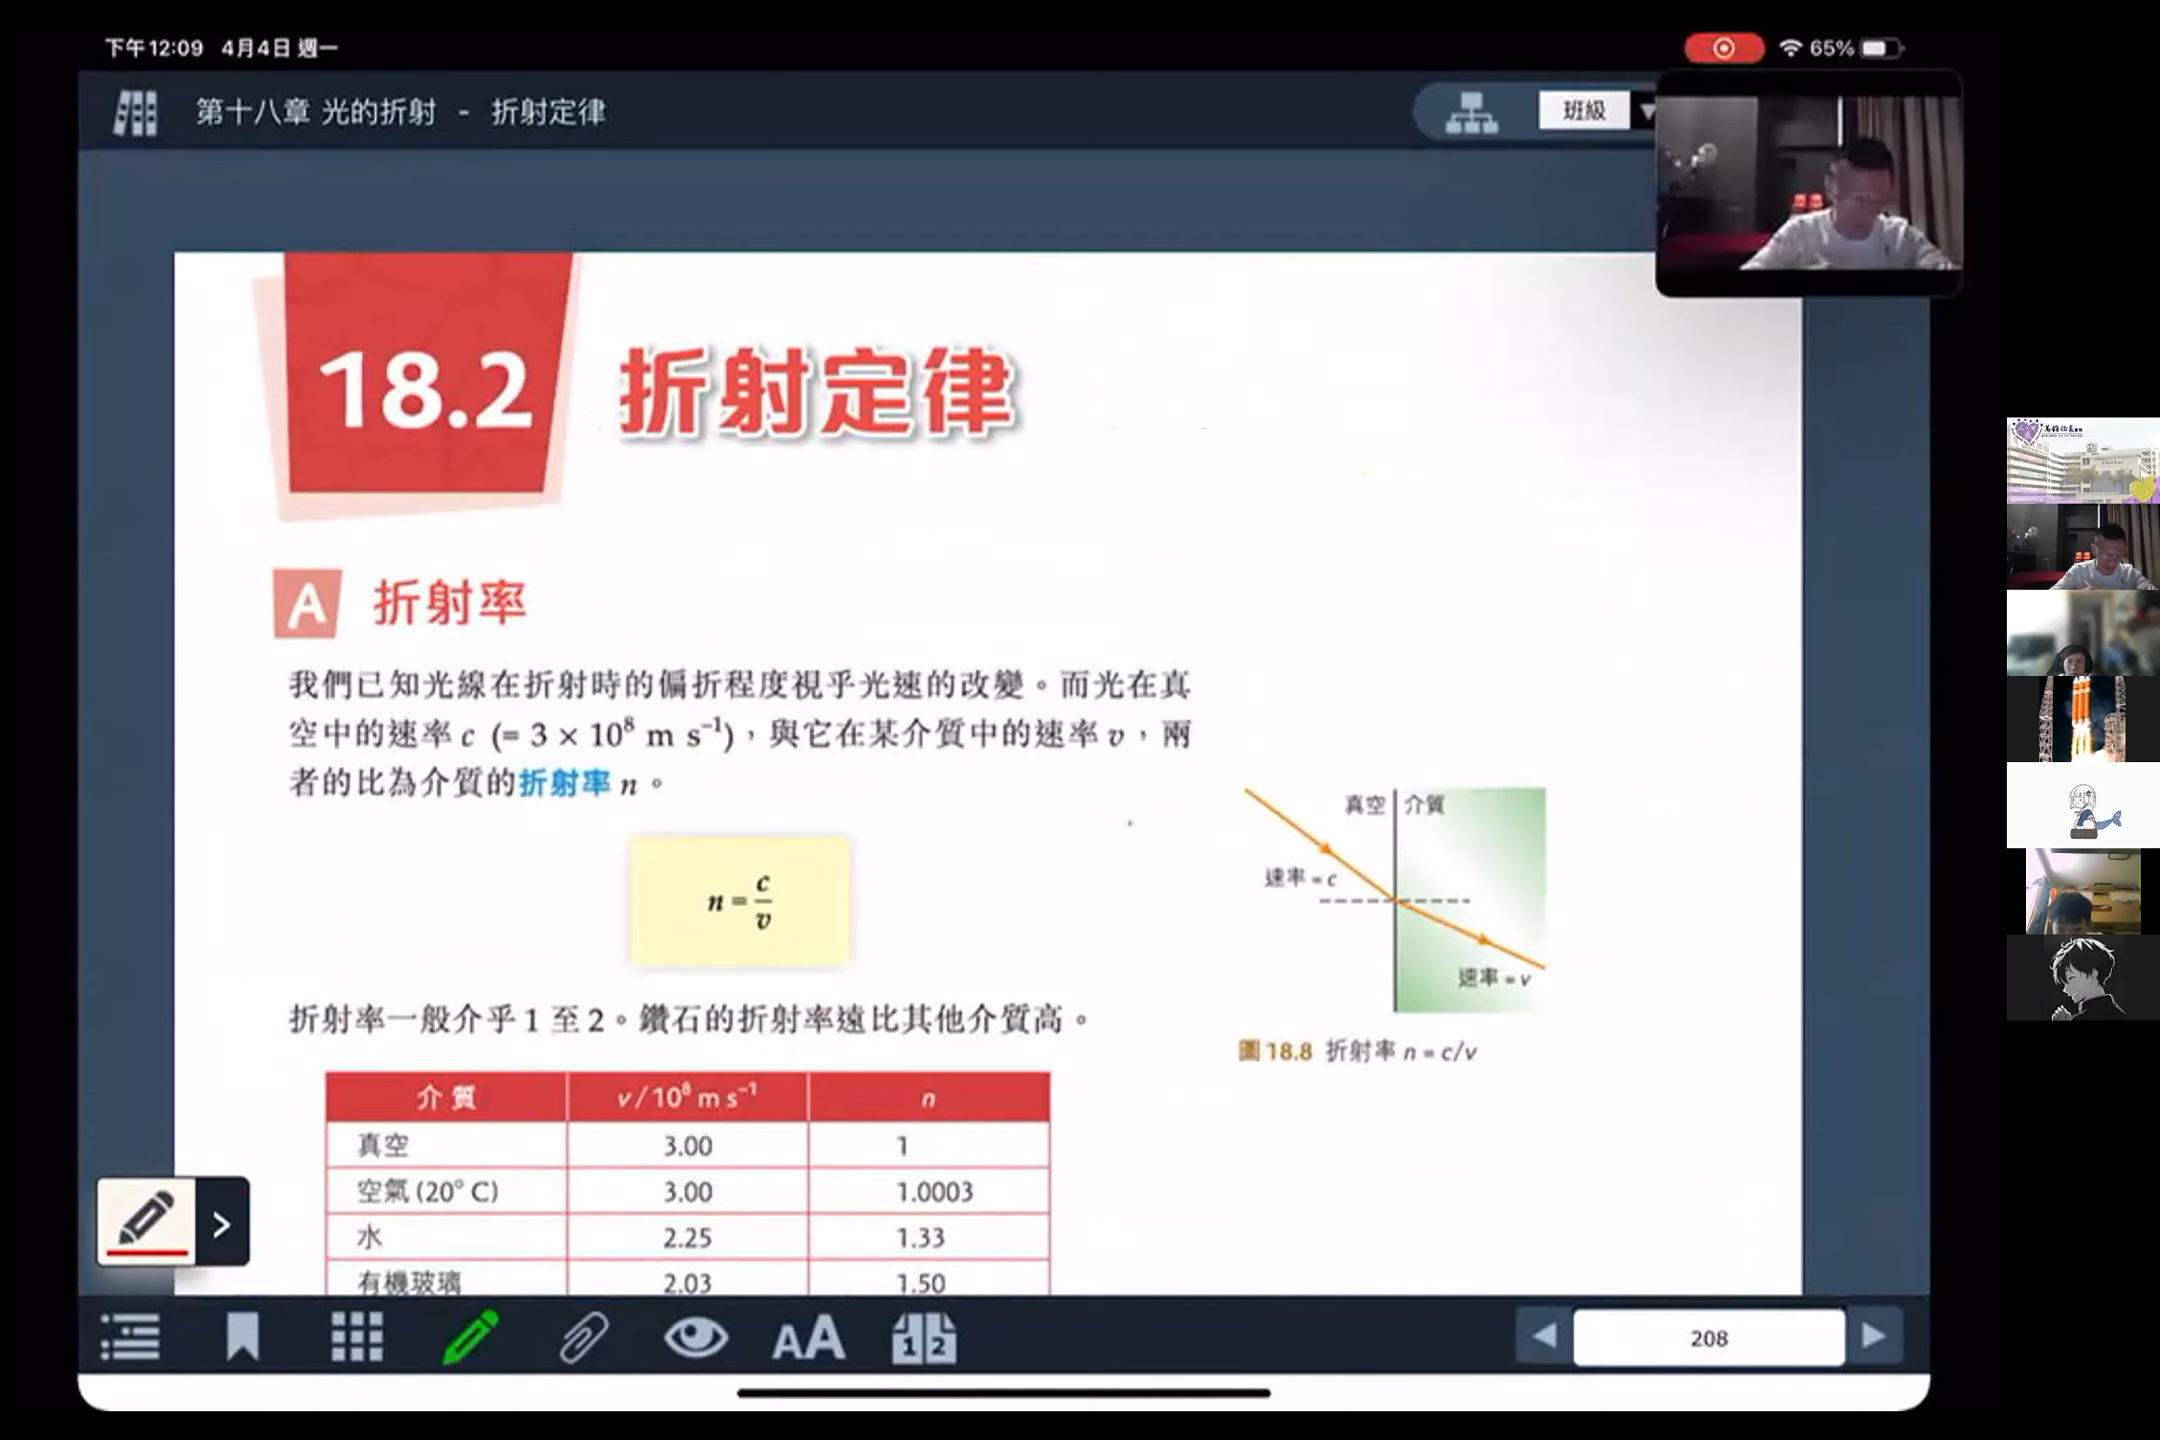 下午12:09 4月4日 週一
65%
第十八章 光的折射 - 折射定律
班級
18.2 折射定律
A 折射率
我們已知光線在折射時的偏折程度視乎光速的改變。而光在真
空中的速率 c (= 3 × 10⁸ m s⁻¹),與它在某介質中的速率 v,兩
者的比為介質的折射率 n。
n = c/v
真空 介質
速率 = c
速率 = v
圖 18.8 折射率 n = c/v
折射率一般介乎 1 至 2。鑽石的折射率遠比其他介質高。
介質 v / 10⁸ m s⁻¹ n
真空 3.00 1
空氣 (20° C) 3.00 1.0003
水 2.25 1.33
有機玻璃 2.03 1.50
AA
1 2
208